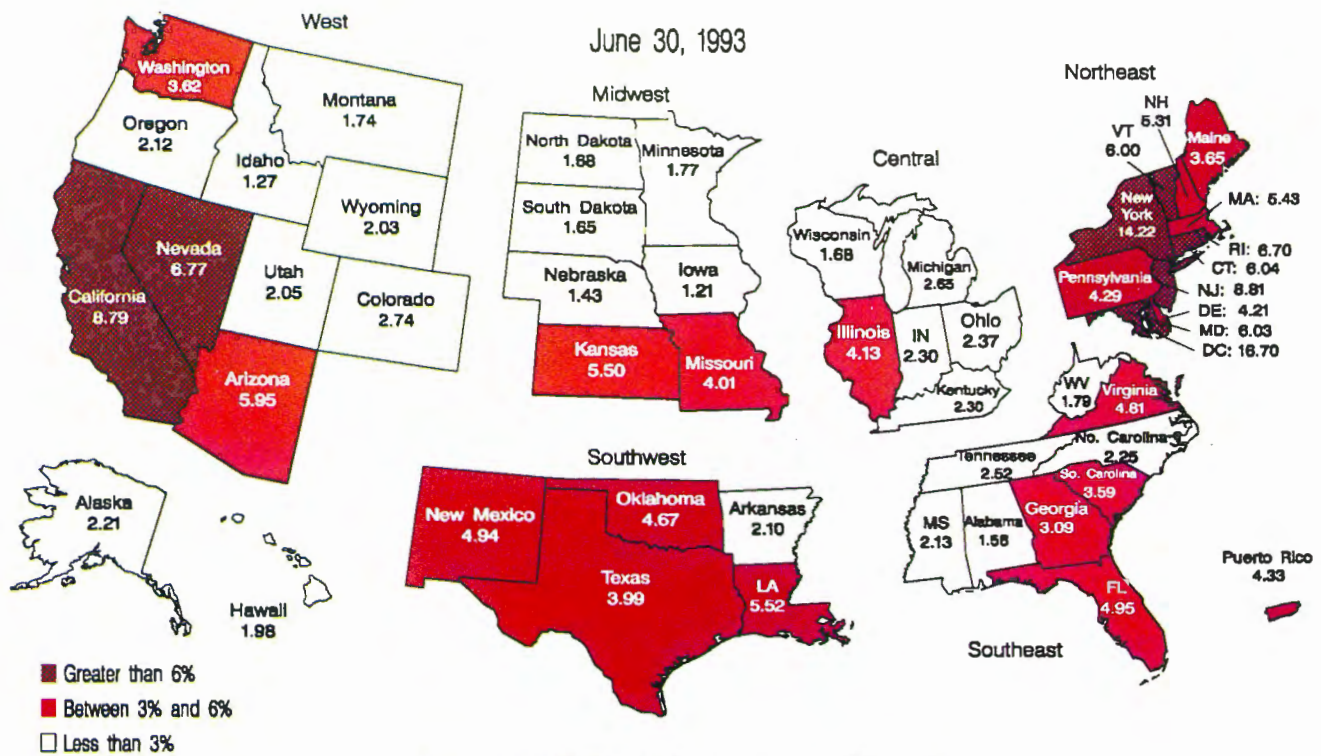 June 30, 1993
West
Washington
3.62
Oregon
2.12
Montana
1.74
Idaho
1.27
Wyoming
2.03
Nevada
6.77
California
8.79
Utah
2.05
Colorado
2.74
Arizona
5.95
Alaska
2.21
Hawaii
1.98
Midwest
North Dakota
1.68
Minnesota
1.77
South Dakota
1.65
Nebraska
1.43
Iowa
1.21
Kansas
5.50
Missouri
4.01
Central
Wisconsin
1.68
Michigan
2.65
Illinois
4.13
IN
2.30
Ohio
2.37
Kentucky
2.30
Northeast
NH
5.31
VT
6.00
Maine
3.65
New
York
14.22
MA: 5.43
RI: 6.70
CT: 6.04
Pennsylvania
4.29
NJ: 8.81
DE: 4.21
MD: 6.03
DC: 16.70
Southwest
New Mexico
4.94
Oklahoma
4.67
Arkansas
2.10
Texas
3.99
LA
5.52
WV
1.79
Virginia
4.81
No. Carolina
2.25
Tennessee
2.52
So. Carolina
3.59
MS
2.13
Alabama
Georgia
3.09
FL
4.95
Southeast
Puerto Rico
4.33
Greater than 6%
Between 3% and 6%
Less than 3%